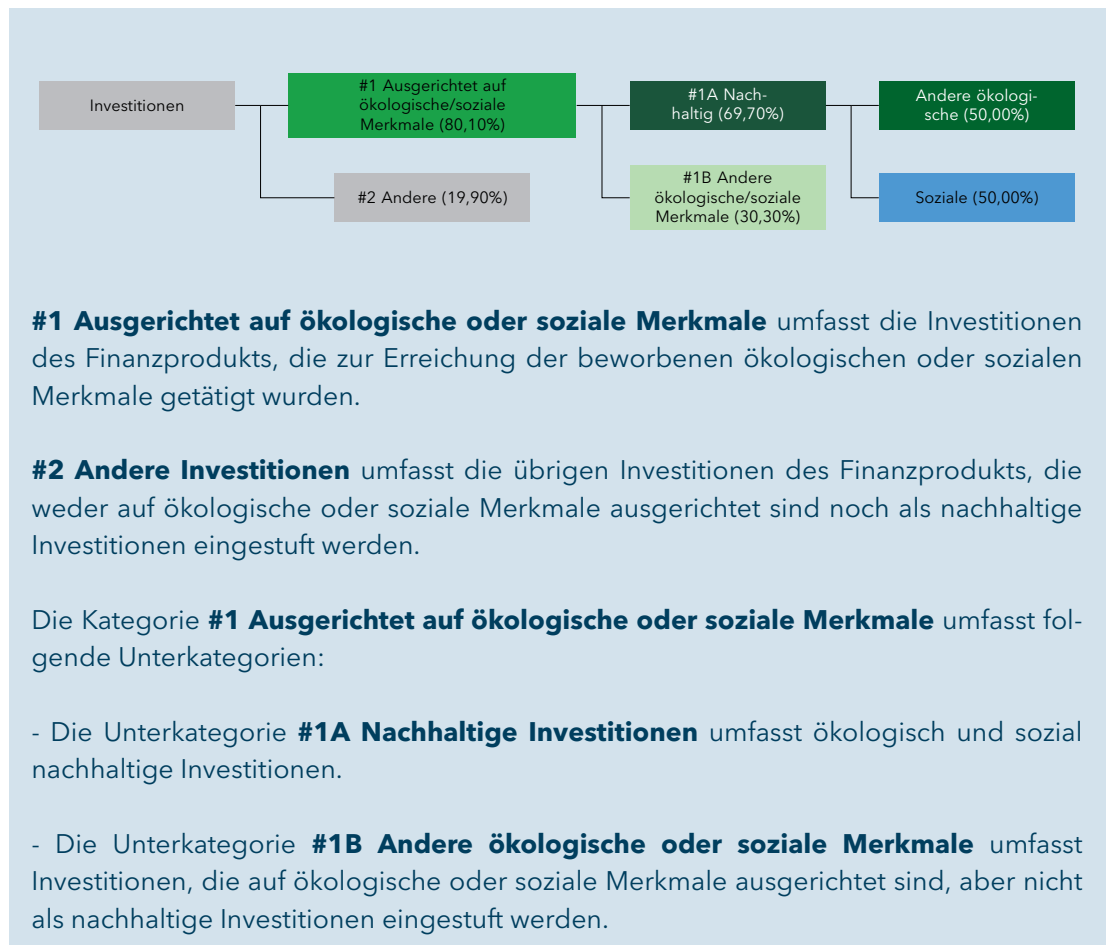 Investitionen
#1 Ausgerichtet auf
ökologische/soziale
Merkmale (80,10%)
#1A Nach-
haltig (69,70%)
Andere ökologi-
sche (50,00%)
#2 Andere (19,90%)
#1B Andere
ökologische/soziale
Merkmale (30,30%)
Soziale (50,00%)
#1 Ausgerichtet auf ökologische oder soziale Merkmale umfasst die Investitionen
des Finanzprodukts, die zur Erreichung der beworbenen ökologischen oder sozialen
Merkmale getätigt wurden.
#2 Andere Investitionen umfasst die übrigen Investitionen des Finanzprodukts, die
weder auf ökologische oder soziale Merkmale ausgerichtet sind noch als nachhaltige
Investitionen eingestuft werden.
Die Kategorie #1 Ausgerichtet auf ökologische oder soziale Merkmale umfasst fol-
gende Unterkategorien:
- Die Unterkategorie #1A Nachhaltige Investitionen umfasst ökologisch und sozial
nachhaltige Investitionen.
- Die Unterkategorie #1B Andere ökologische oder soziale Merkmale umfasst
Investitionen, die auf ökologische oder soziale Merkmale ausgerichtet sind, aber nicht
als nachhaltige Investitionen eingestuft werden.